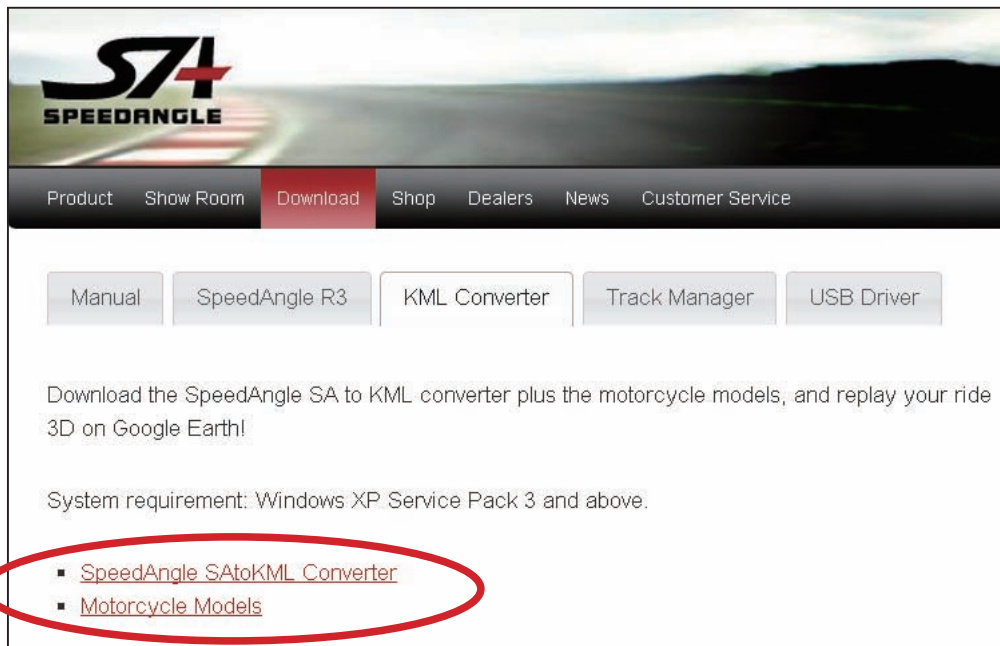 SA
SPEEDANGLE
Product Show Room Download Shop Dealers News Customer Service
Manual SpeedAngle R3 KML Converter Track Manager USB Driver
Download the SpeedAngle SA to KML converter plus the motorcycle models, and replay your ride
3D on Google Earth!
System requirement: Windows XP Service Pack 3 and above.
▪ SpeedAngle SAtoKML Converter
▪ Motorcycle Models